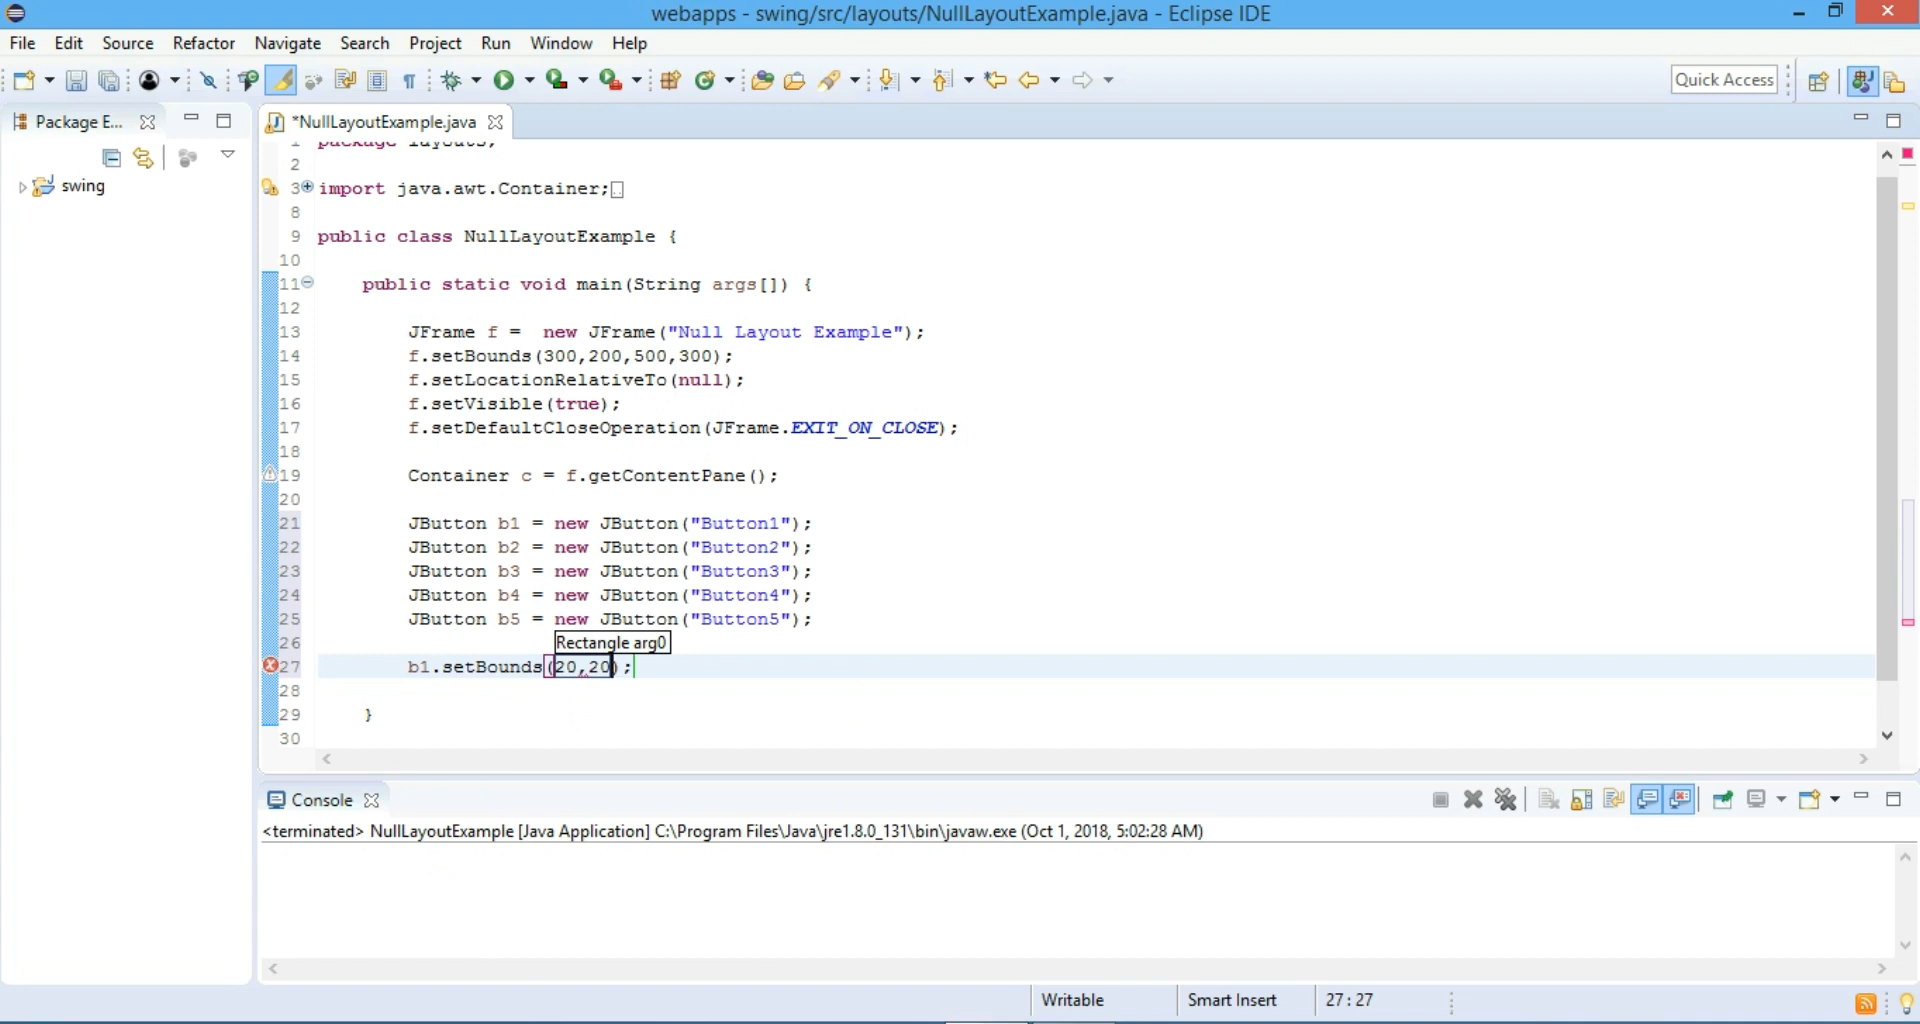 webapps - swing/src/layouts/NullLayoutExample.java - Eclipse IDE
File Edit Source Refactor Navigate Search Project Run Window Help
Quick Access
Package E...
*NullLayoutExample.java
swing
1 package layouts;
2
3 import java.awt.Container;
8
9 public class NullLayoutExample {
10
11 public static void main(String args[]) {
12
13 JFrame f =  new JFrame("Null Layout Example");
14 f.setBounds(300,200,500,300);
15 f.setLocationRelativeTo(null);
16 f.setVisible(true);
17 f.setDefaultCloseOperation(JFrame.EXIT_ON_CLOSE);
18
19 Container c = f.getContentPane();
20
21 JButton b1 = new JButton("Button1");
22 JButton b2 = new JButton("Button2");
23 JButton b3 = new JButton("Button3");
24 JButton b4 = new JButton("Button4");
25 JButton b5 = new JButton("Button5");
26 Rectangle arg0
27 b1.setBounds(20,20);
28
29 }
30
Console
<terminated> NullLayoutExample [Java Application] C:\Program Files\Java\jre1.8.0_131\bin\javaw.exe (Oct 1, 2018, 5:02:28 AM)
Writable Smart Insert 27 : 27